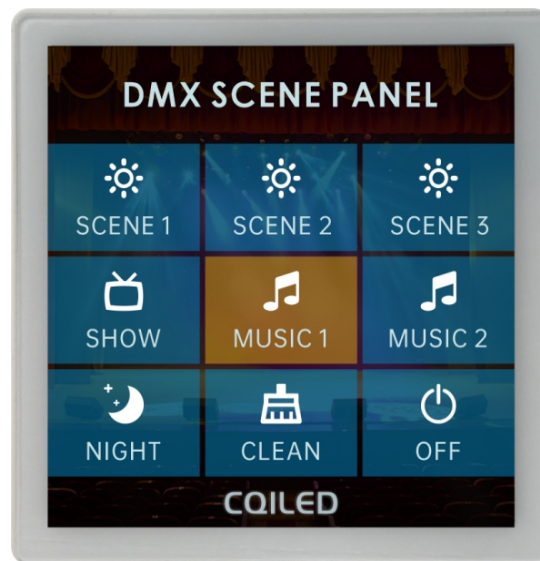 DMX SCENE PANEL
SCENE 1
SCENE 2
SCENE 3
SHOW
MUSIC 1
MUSIC 2
NIGHT
CLEAN
OFF
CQILED